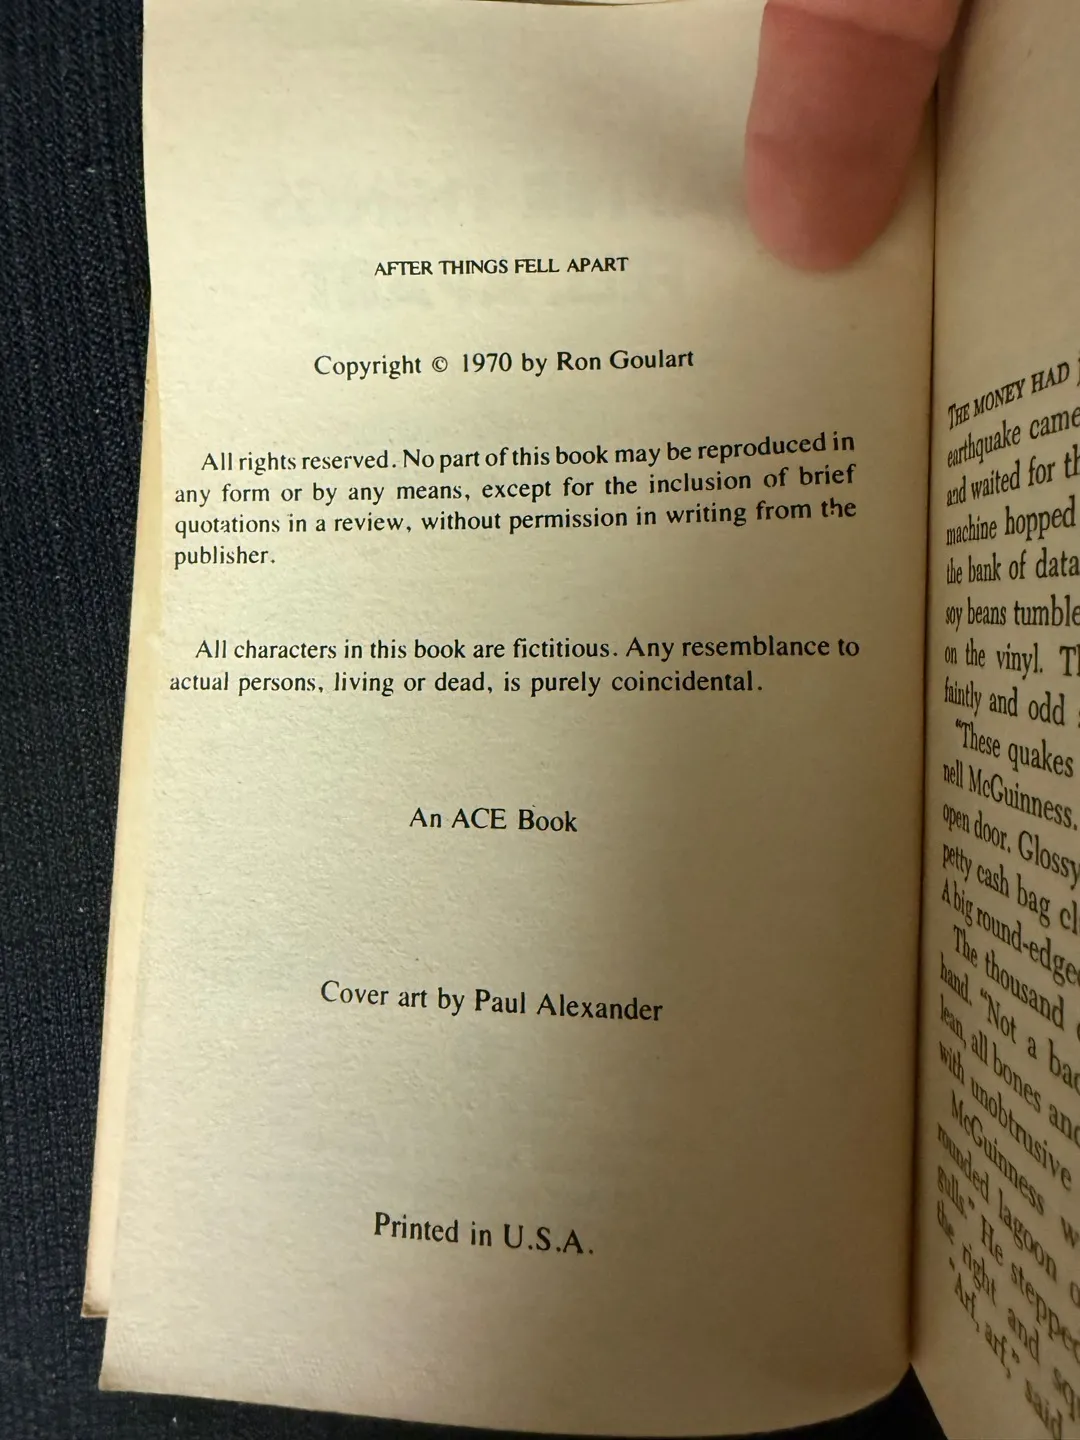 AFTER THINGS FELL APART
Copyright © 1970 by Ron Goulart
All rights reserved. No part of this book may be reproduced in
any form or by any means, except for the inclusion of brief
quotations in a review, without permission in writing from the
publisher.
All characters in this book are fictitious. Any resemblance to
actual persons, living or dead, is purely coincidental.
An ACE Book
Cover art by Paul Alexander
Printed in U.S.A.
THE MONEY HAD
earthquake came
and waited for
machine hopped
the bank of data
soy beans
on the vinyl.
faintly and odd
"These quakes
nell McGuinness.
open door. Glossy
petty cash bag
A big round-edged
The thousand
hand. "Not a
lean, all bones and
with unobtrusive
McGuinness
rounded lagoon
gulls." He stepped
the right and
"Arf, arf," said